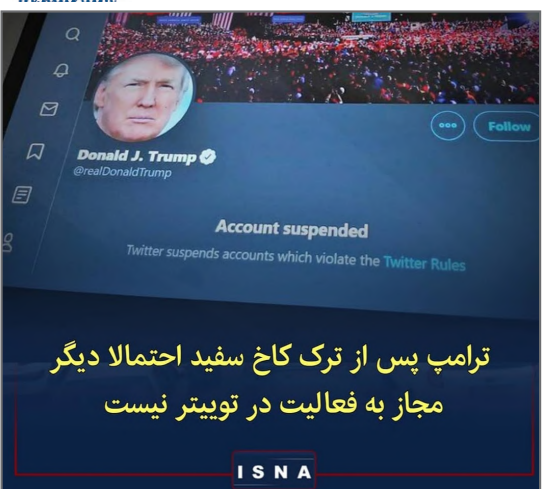 Follow
Donald J. Trump
@realDonaldTrump
Account suspended
Twitter suspends accounts which violate the Twitter Rules
ترامپ پس از ترک کاخ سفید احتمالا دیگر
مجاز به فعالیت در توییتر نیست
ISNA